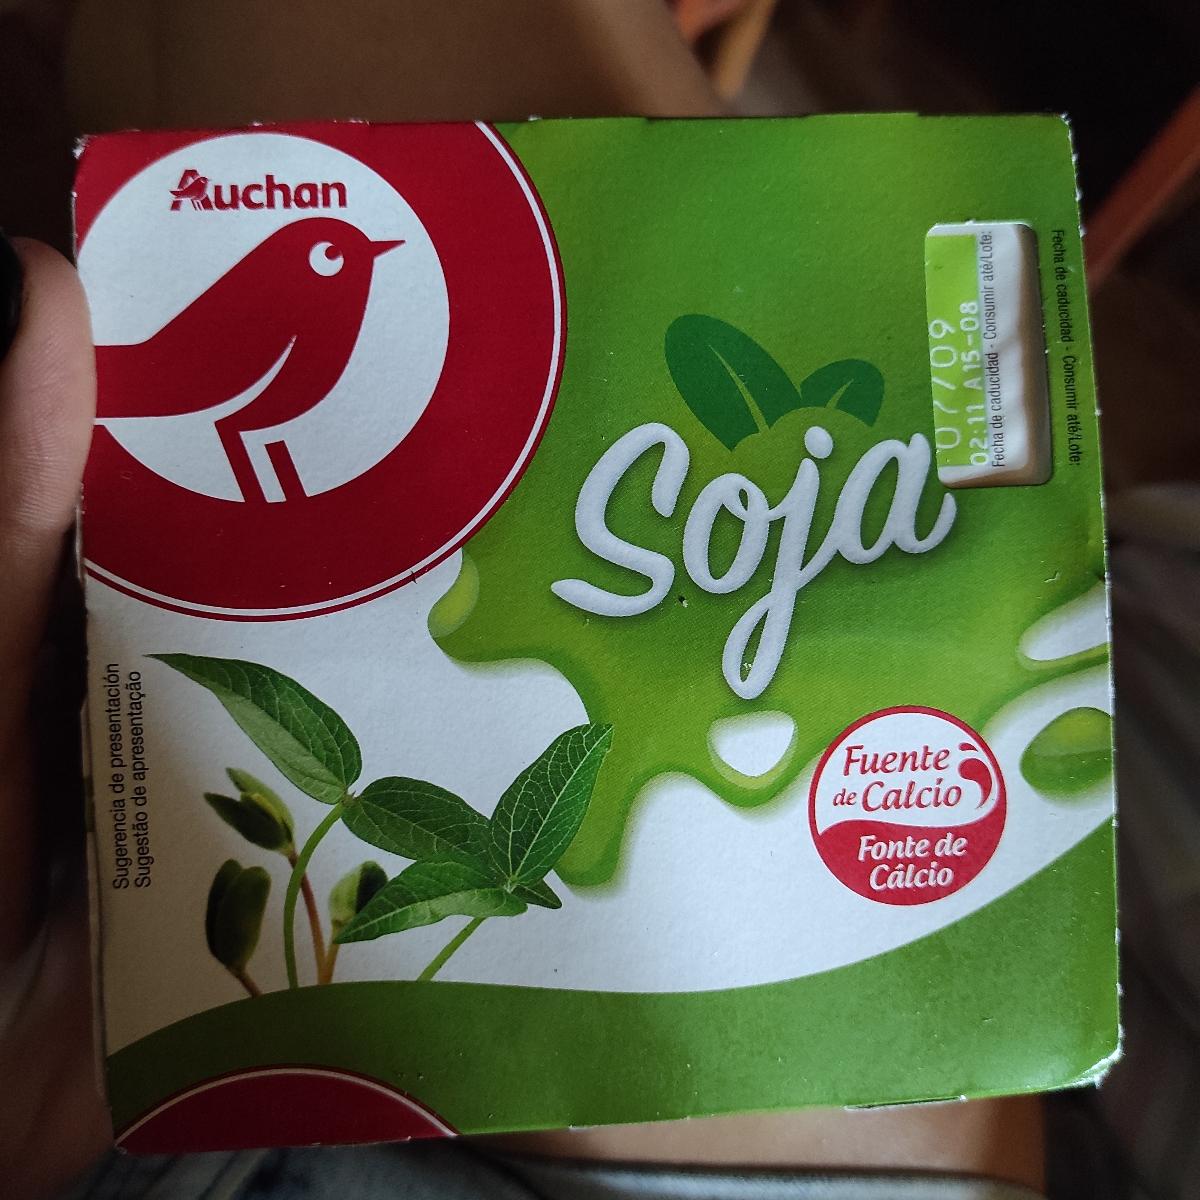 Auchan
Soja
Fecha de caducidad - Consumir até/Lote:
07/09
02:11 A15-08
Fecha de caducidad - Consumir até/Lote:
Sugerencia de presentación
Sugestão de apresentação
Fuente
de Calcio
Fonte de
Cálcio